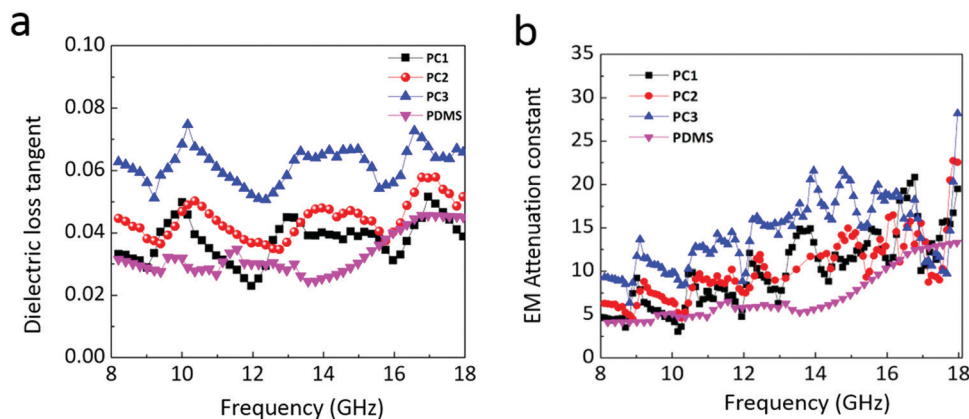 a
0.10
0.08
0.06
0.04
0.02
0.00
Dielectric loss tangent
PC1
PC2
PC3
PDMS
8 10 12 14 16 18
Frequency (GHz)
b
35
30
25
20
15
10
5
0
EM Attenuation constant
PC1
PC2
PC3
PDMS
8 10 12 14 16 18
Frequency (GHz)